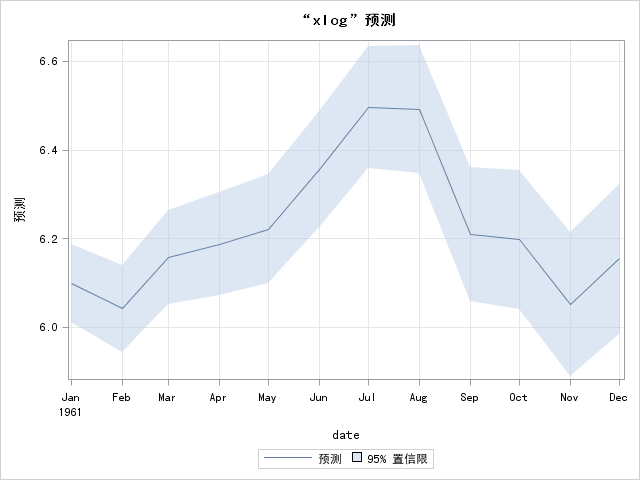 “xlog”预测
预测
6.6
6.4
6.2
6.0
Jan Feb Mar Apr May Jun Jul Aug Sep Oct Nov Dec
1961
date
预测 95% 置信限